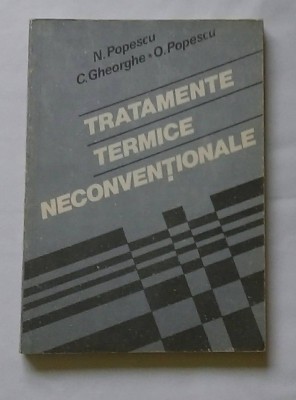 N. Popescu
C. Gheorghe • O. Popescu
TRATAMENTE
TERMICE
NECONVENȚIONALE